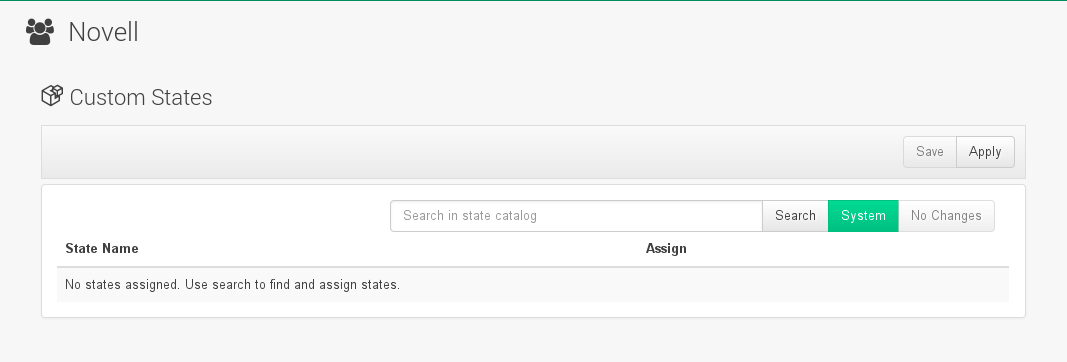 Novell
Custom States
Save Apply
Search in state catalog Search System No Changes
State Name Assign
No states assigned. Use search to find and assign states.